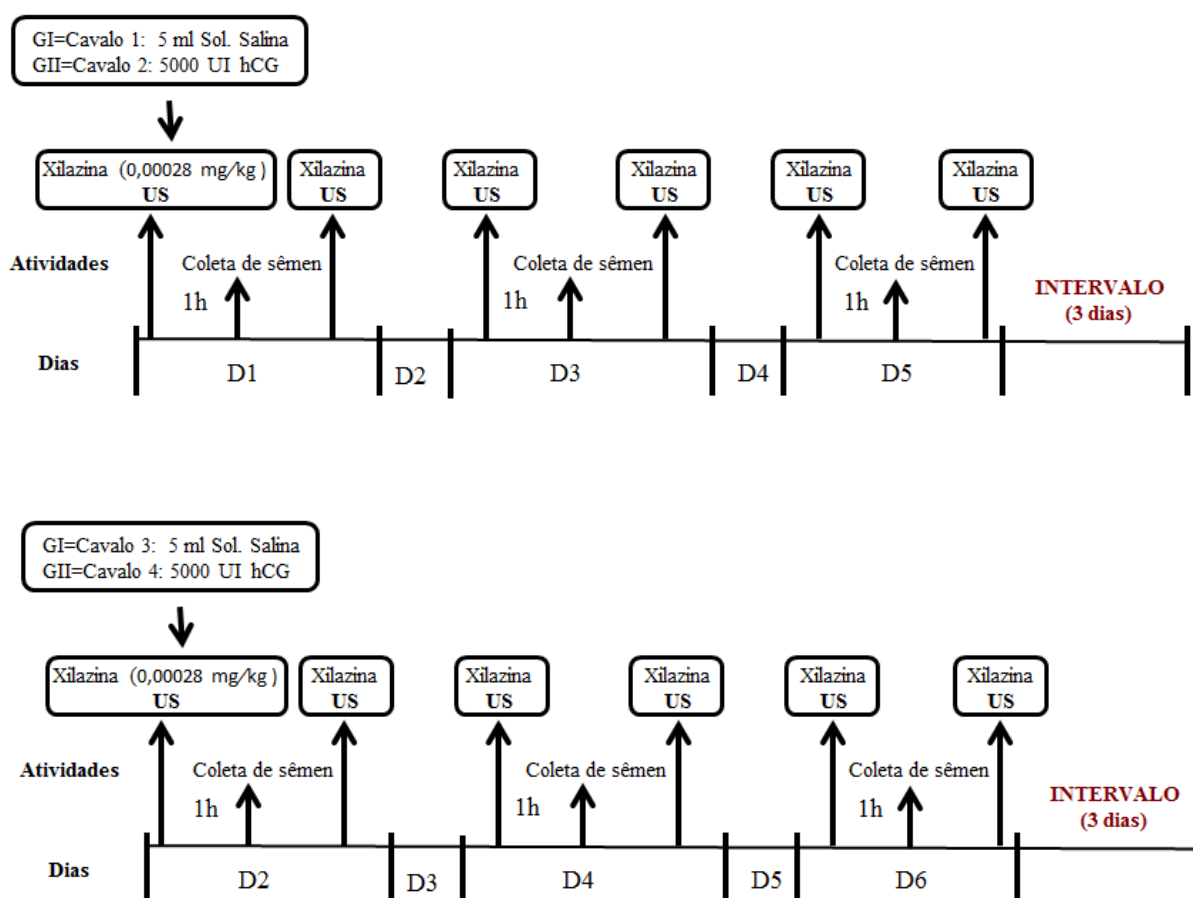 GI=Cavalo 1: 5 ml Sol. Salina
GII=Cavalo 2: 5000 UI hCG
Xilazina (0,00028 mg/kg)
US
Xilazina
US
Xilazina
US
Xilazina
US
Xilazina
US
Xilazina
US
Atividades
Coleta de sêmen
1h
Coleta de sêmen
1h
Coleta de sêmen
1h
INTERVALO
(3 dias)
Dias
D1
D2
D3
D4
D5
GI=Cavalo 3: 5 ml Sol. Salina
GII=Cavalo 4: 5000 UI hCG
Xilazina (0,00028 mg/kg)
US
Xilazina
US
Xilazina
US
Xilazina
US
Xilazina
US
Xilazina
US
Atividades
Coleta de sêmen
1h
Coleta de sêmen
1h
Coleta de sêmen
1h
INTERVALO
(3 dias)
Dias
D2
D3
D4
D5
D6